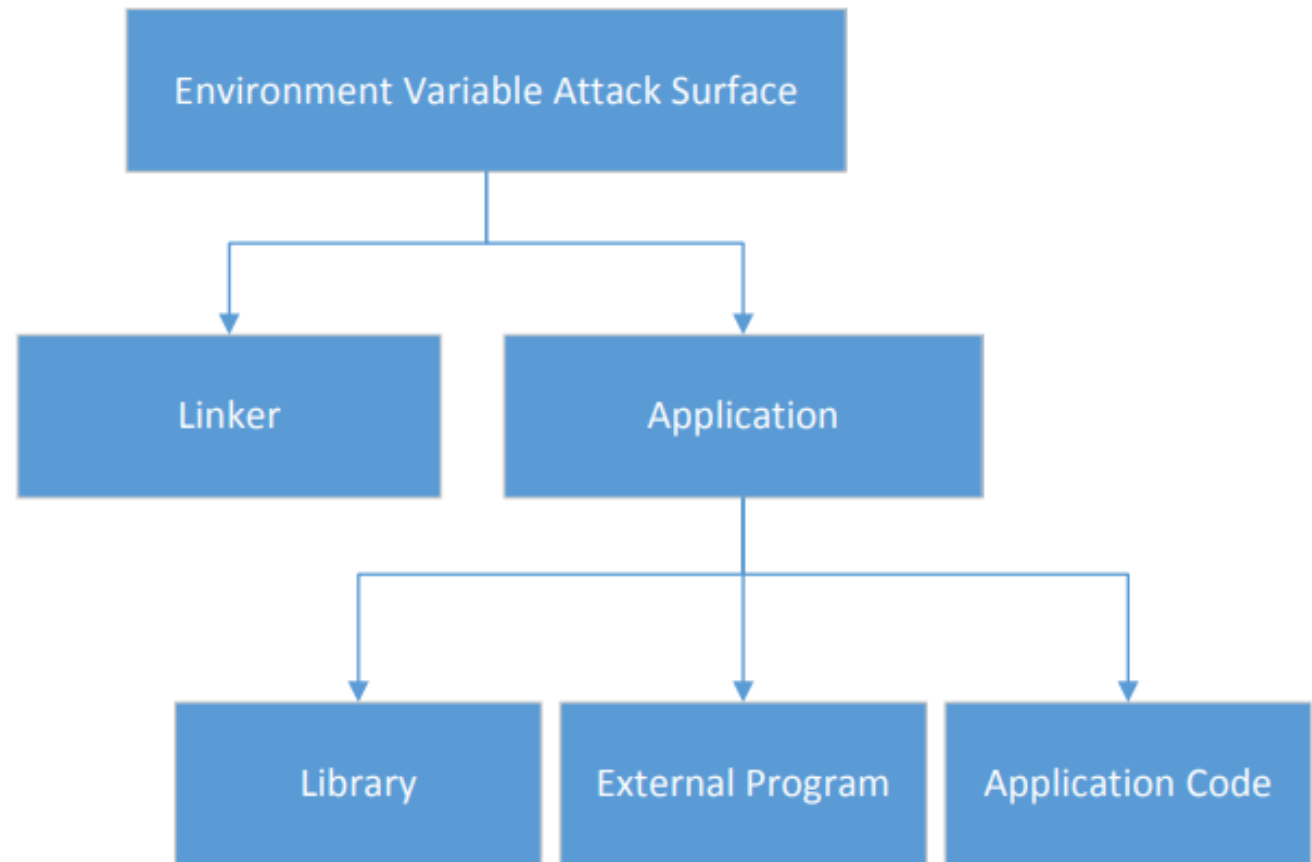 Environment Variable Attack Surface
Linker
Application
Library
External Program
Application Code